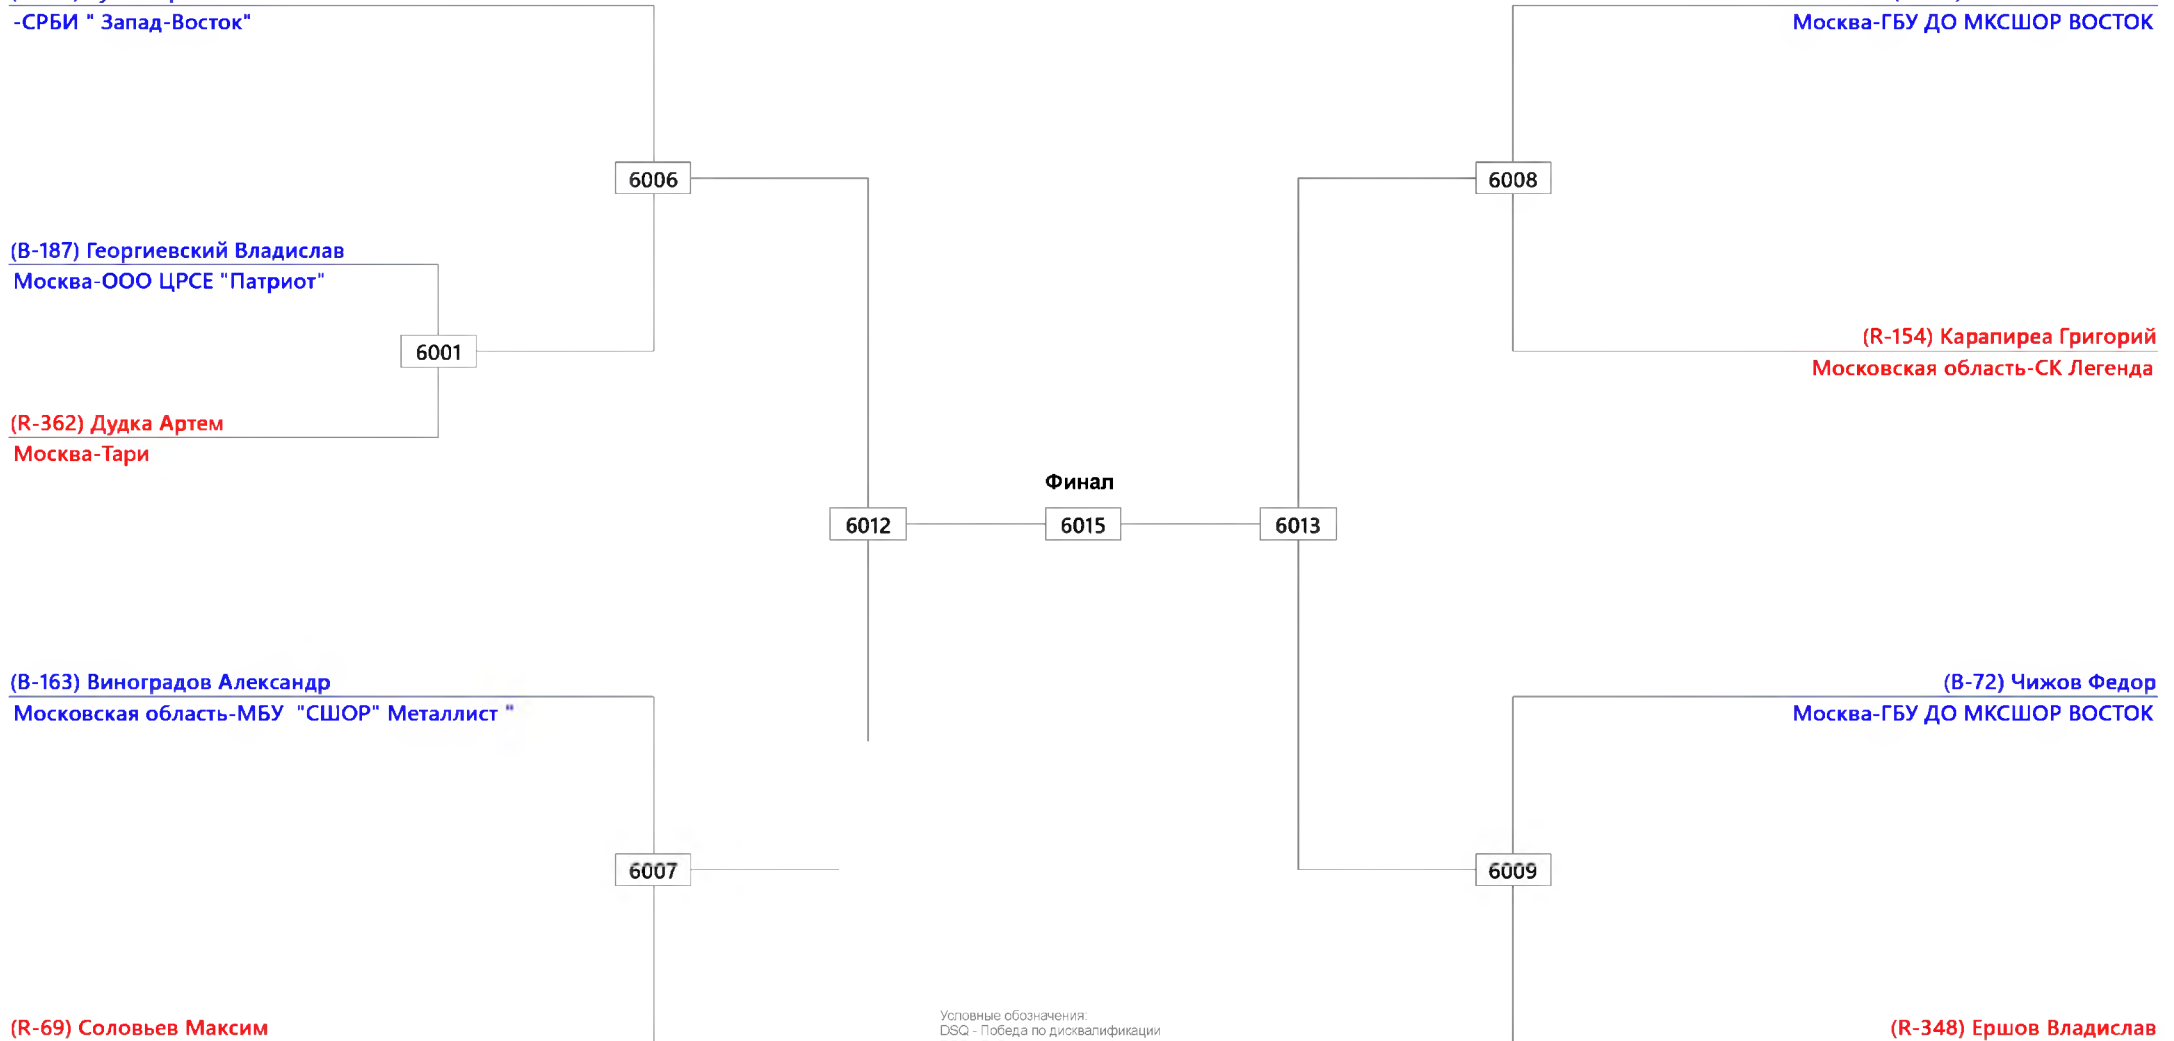 -СРБИ " Запад-Восток"
Москва-ГБУ ДО МКСШОР ВОСТОК
6006
6008
(B-187) Георгиевский Владислав
Москва-ООО ЦРСЕ "Патриот"
6001
(R-154) Карапиреа Григорий
Московская область-СК Легенда
(R-362) Дудка Артем
Москва-Тари
Финал
6012
6015
6013
(B-163) Виноградов Александр
Московская область-МБУ "СШОР" Металлист "
(B-72) Чижов Федор
Москва-ГБУ ДО МКСШОР ВОСТОК
6007
6009
Условные обозначения:
DSQ - Победа по дисквалификации
(R-69) Соловьев Максим
(R-348) Ершов Владислав